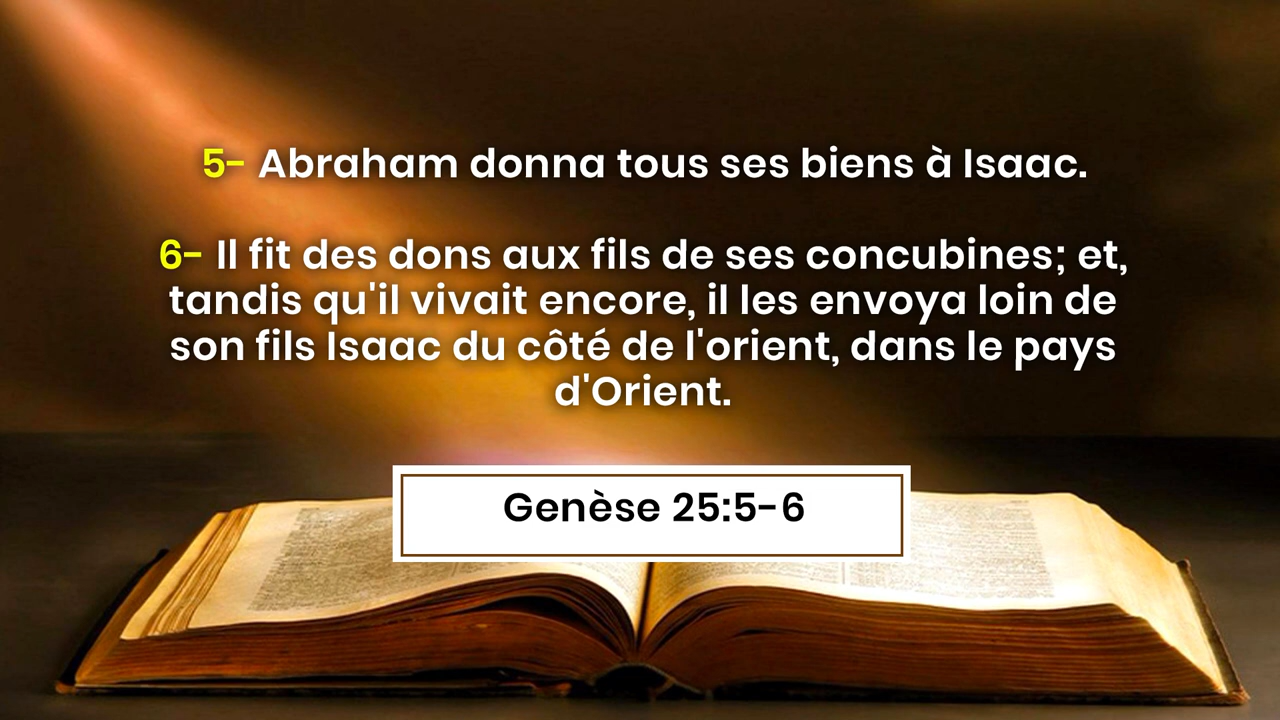 5- Abraham donna tous ses biens à Isaac.
6- Il fit des dons aux fils de ses concubines; et,
tandis qu'il vivait encore, il les envoya loin de
son fils Isaac du côté de l'orient, dans le pays
d'Orient.
Genèse 25:5-6